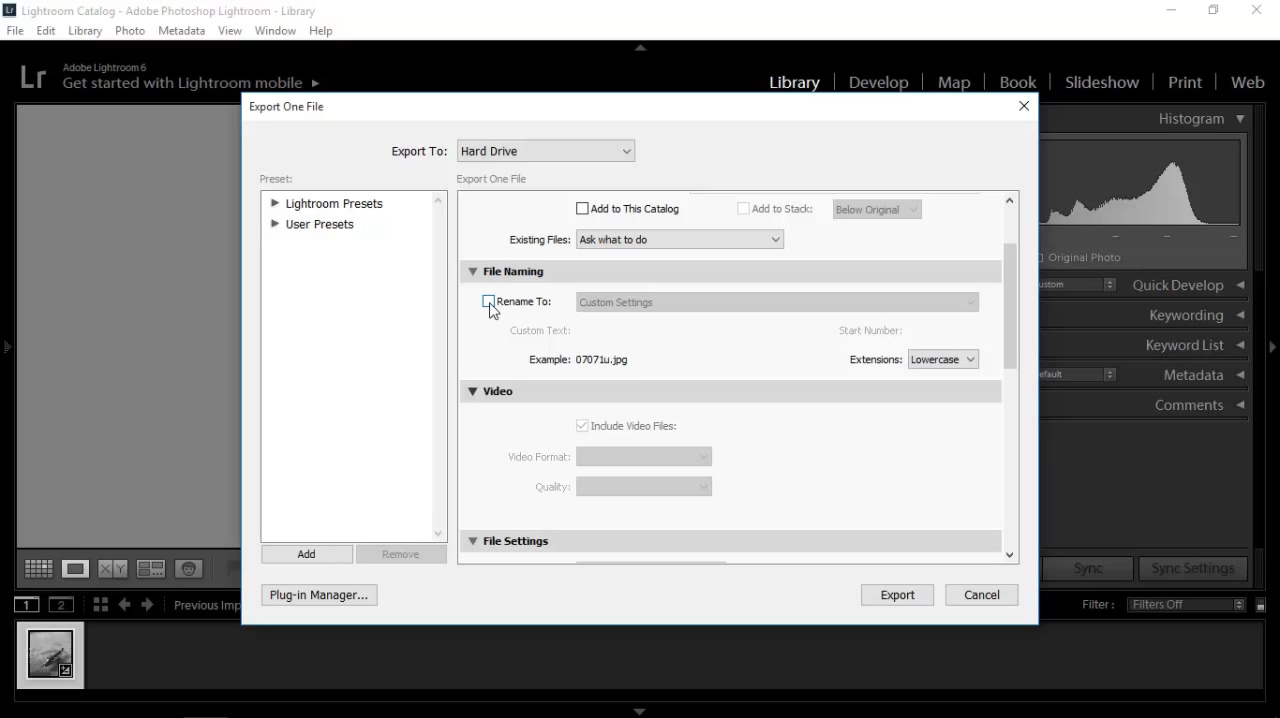 Lr Lightroom Catalog - Adobe Photoshop Lightroom - Library
File Edit Library Photo Metadata View Window Help
Lr Adobe Lightroom 6
Get started with Lightroom mobile
Library Develop Map Book Slideshow Print Web
Export One File
Histogram
Export To: Hard Drive
Preset: Export One File
Lightroom Presets
User Presets
Add to This Catalog Add to Stack: Below Original
Existing Files: Ask what to do
Original Photo
File Naming
Quick Develop
Rename To: Custom Settings
Keywording
Custom Text: Start Number:
Keyword List
Example: 07071u.jpg Extensions: Lowercase
Metadata
Video
Comments
Include Video Files:
Video Format:
Quality:
File Settings
Add Remove
X Y
Sync Sync Settings
Plug-in Manager... Export Cancel
1 2 Previous Imp
Filter : Filters Off